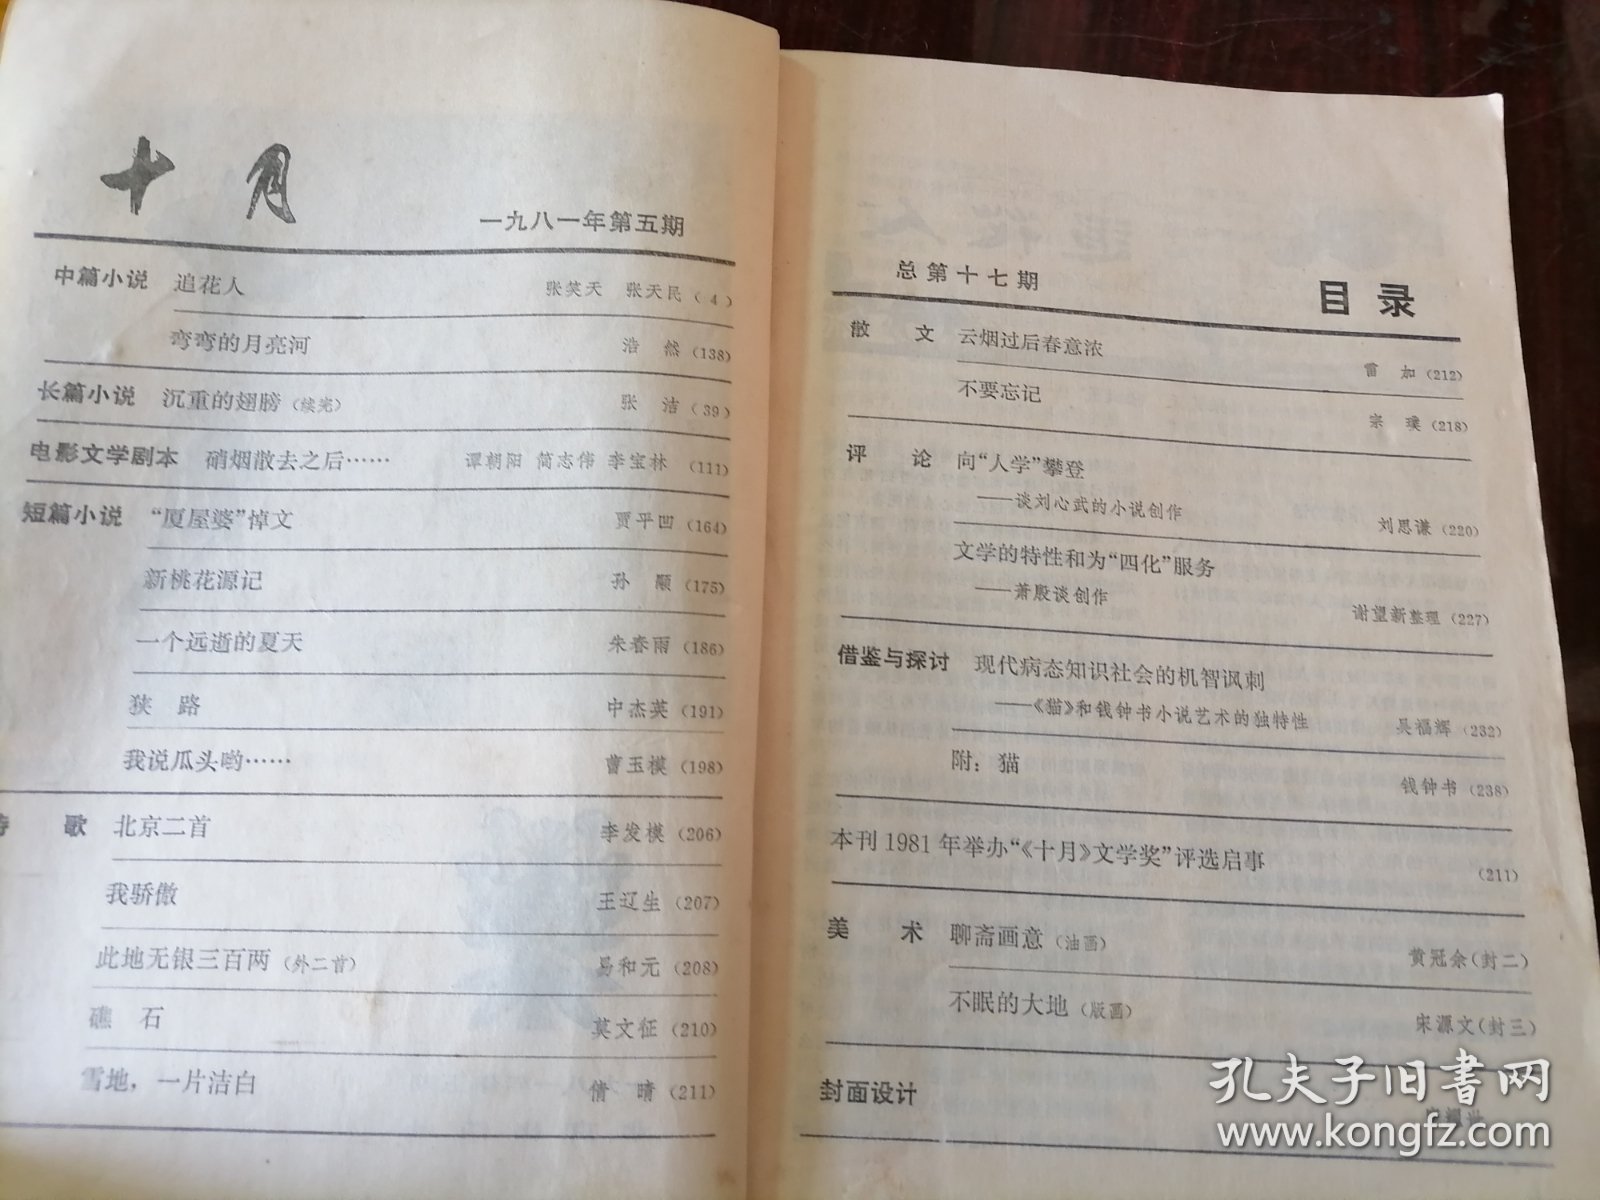 十月
一九八一年第五期
中篇小说 追花人 张笑天 张天民 (4)
弯弯的月亮河 浩然 (138)
长篇小说 沉重的翅膀(续完) 张洁 (39)
电影文学剧本 硝烟散去之后…… 谭朝阳 简志伟 李宝林 (111)
短篇小说 “厦屋婆”悼文 贾平凹 (164)
新桃花源记 孙颙 (175)
一个远逝的夏天 朱春雨 (186)
狭路 中杰英 (191)
我说瓜头哟…… 曹玉模 (198)
诗歌 北京二首 李发模 (206)
我骄傲 王辽生 (207)
此地无银三百两(外二首) 易和元 (208)
礁石 莫文征 (210)
雪地，一片洁白 倩晴 (211)
总第十七期 目录
散文 云烟过后春意浓 雷加 (212)
不要忘记 宗璞 (218)
评论 向“人学”攀登
——谈刘心武的小说创作 刘思谦 (220)
文学的特性和为“四化”服务
——萧殷谈创作 谢望新整理 (227)
借鉴与探讨 现代病态知识社会的机智讽刺
——《猫》和钱钟书小说艺术的独特性 吴福辉 (232)
附：猫 钱钟书 (238)
本刊1981年举办“《十月》文学奖”评选启事 (211)
美术 聊斋画意(油画) 黄冠余(封二)
不眠的大地(版画) 宋源文(封三)
封面设计
孔夫子旧书网
www.kongfz.com